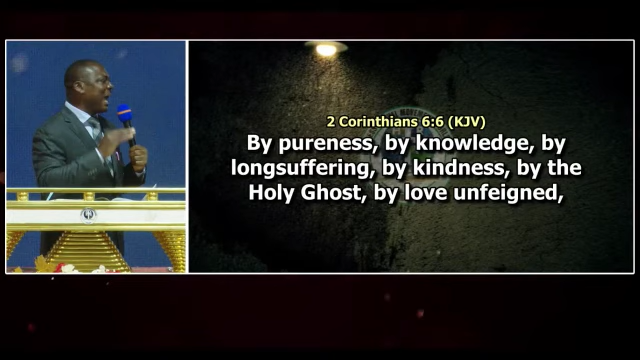 2 Corinthians 6:6 (KJV)
By pureness, by knowledge, by
longsuffering, by kindness, by the
Holy Ghost, by love unfeigned,